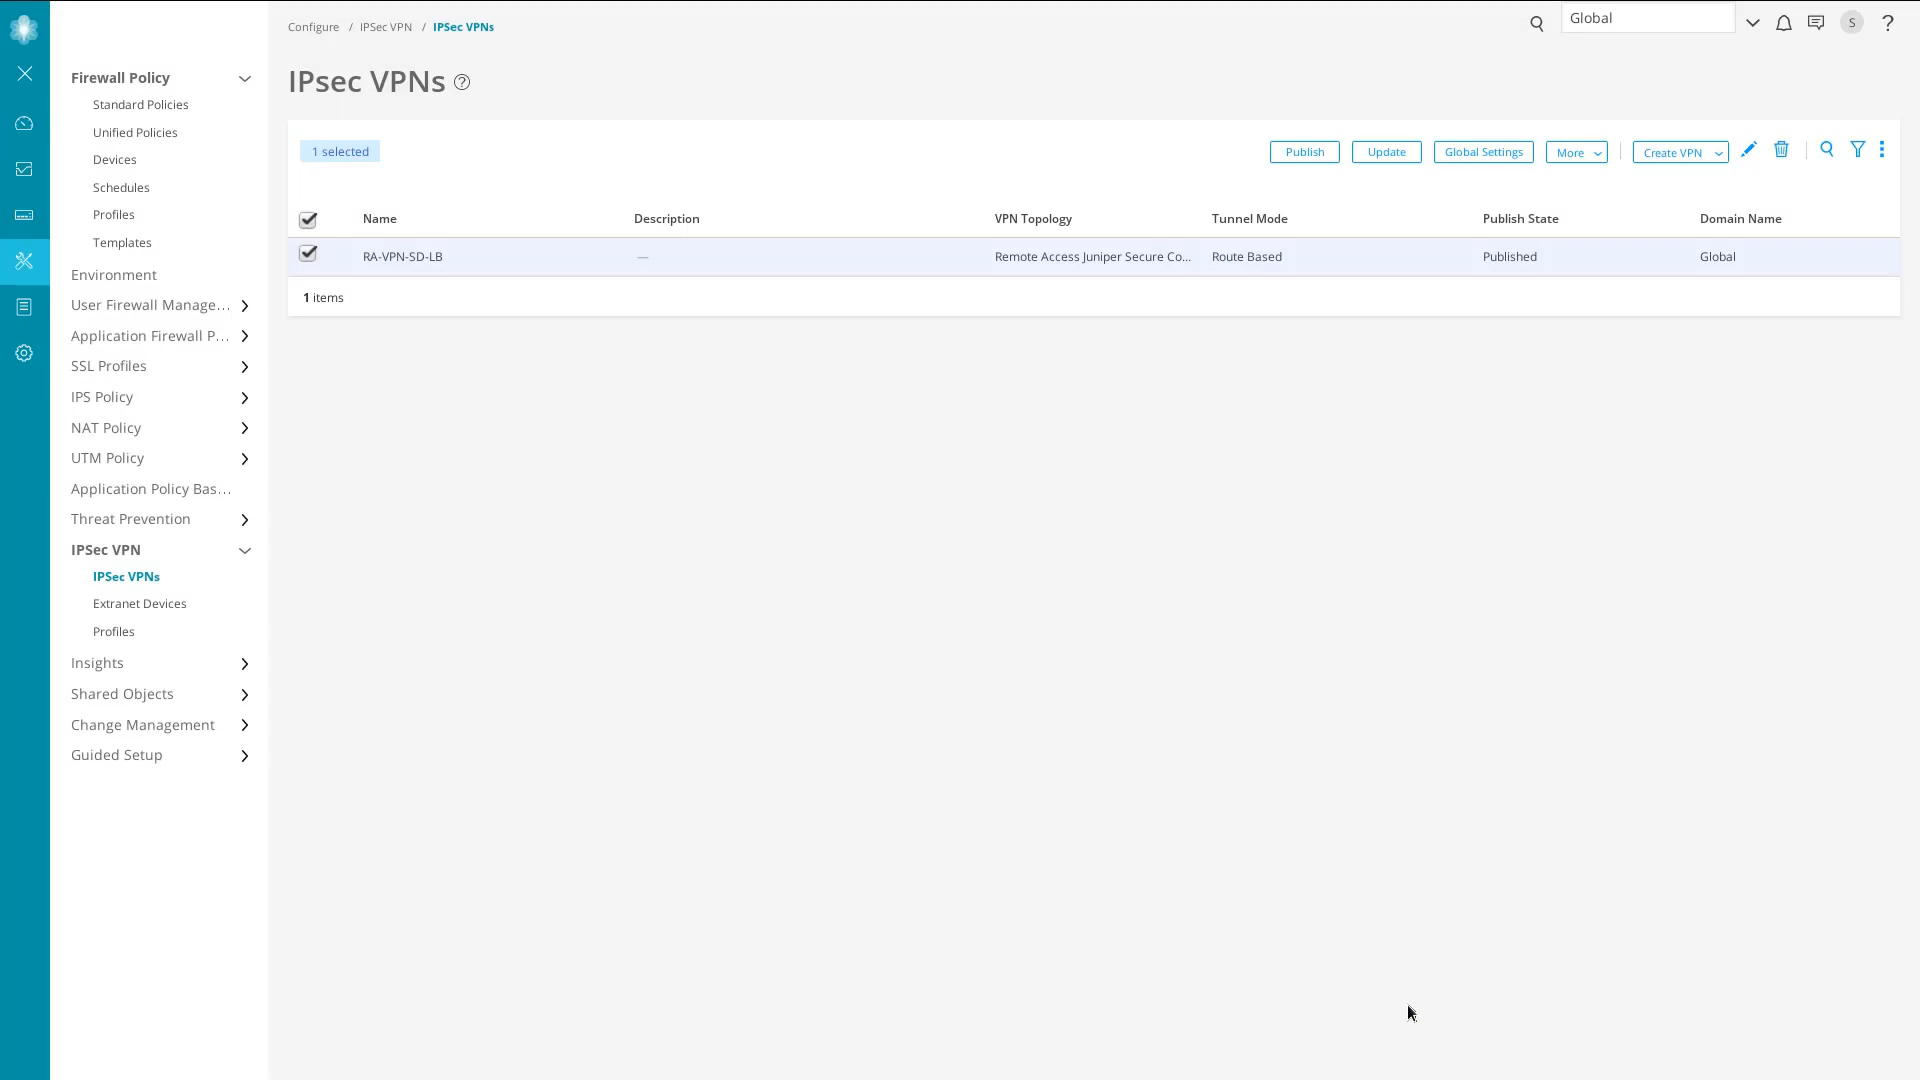 Configure / IPSec VPN / IPSec VPNs
Global
S
?
IPsec VPNs ?
Firewall Policy
Standard Policies
Unified Policies
Devices
Schedules
Profiles
Templates
Environment
User Firewall Manage...
Application Firewall P...
SSL Profiles
IPS Policy
NAT Policy
UTM Policy
Application Policy Bas...
Threat Prevention
IPSec VPN
IPSec VPNs
Extranet Devices
Profiles
Insights
Shared Objects
Change Management
Guided Setup
1 selected
Publish Update Global Settings More Create VPN
Name Description VPN Topology Tunnel Mode Publish State Domain Name
RA-VPN-SD-LB — Remote Access Juniper Secure Co... Route Based Published Global
1 items